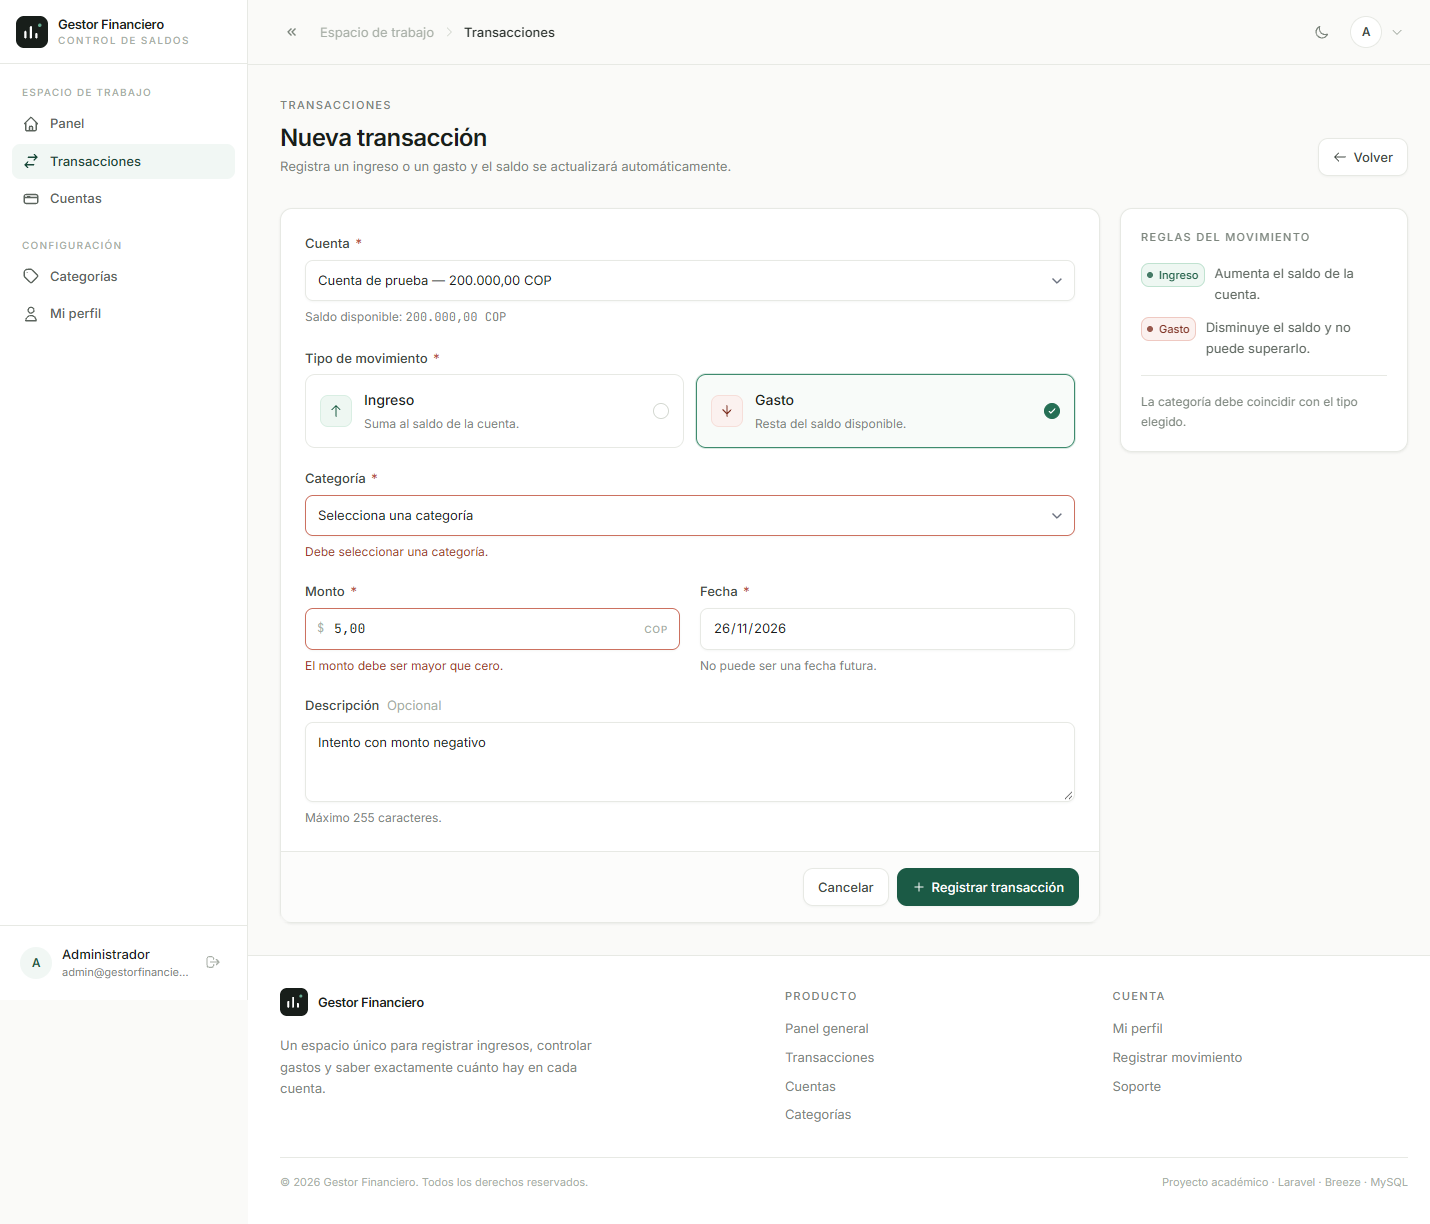 Gestor Financiero
CONTROL DE SALDOS
ESPACIO DE TRABAJO
Panel
Transacciones
Cuentas
CONFIGURACIÓN
Categorías
Mi perfil
Administrador
A
admin@gestorfinancie...
Espacio de trabajo
Transacciones
A
TRANSACCIONES
Nueva transacción
Registra un ingreso o un gasto y el saldo se actualizará automáticamente.
Volver
Cuenta *
Cuenta de prueba — 200.000,00 COP
Saldo disponible: 200.000,00 COP
Tipo de movimiento *
Ingreso
Suma al saldo de la cuenta.
Gasto
Resta del saldo disponible.
Categoría *
Selecciona una categoría
Debe seleccionar una categoría.
Monto *
$ 5,00 COP
El monto debe ser mayor que cero.
Fecha *
26/11/2026
No puede ser una fecha futura.
Descripción Opcional
Intento con monto negativo
Máximo 255 caracteres.
Cancelar
+ Registrar transacción
REGLAS DEL MOVIMIENTO
Ingreso Aumenta el saldo de la
cuenta.
Gasto Disminuye el saldo y no
puede superarlo.
La categoría debe coincidir con el tipo
elegido.
Gestor Financiero
Un espacio único para registrar ingresos, controlar
gastos y saber exactamente cuánto hay en cada
cuenta.
PRODUCTO
Panel general
Transacciones
Cuentas
Categorías
CUENTA
Mi perfil
Registrar movimiento
Soporte
© 2026 Gestor Financiero. Todos los derechos reservados.
Proyecto académico · Laravel · Breeze · MySQL